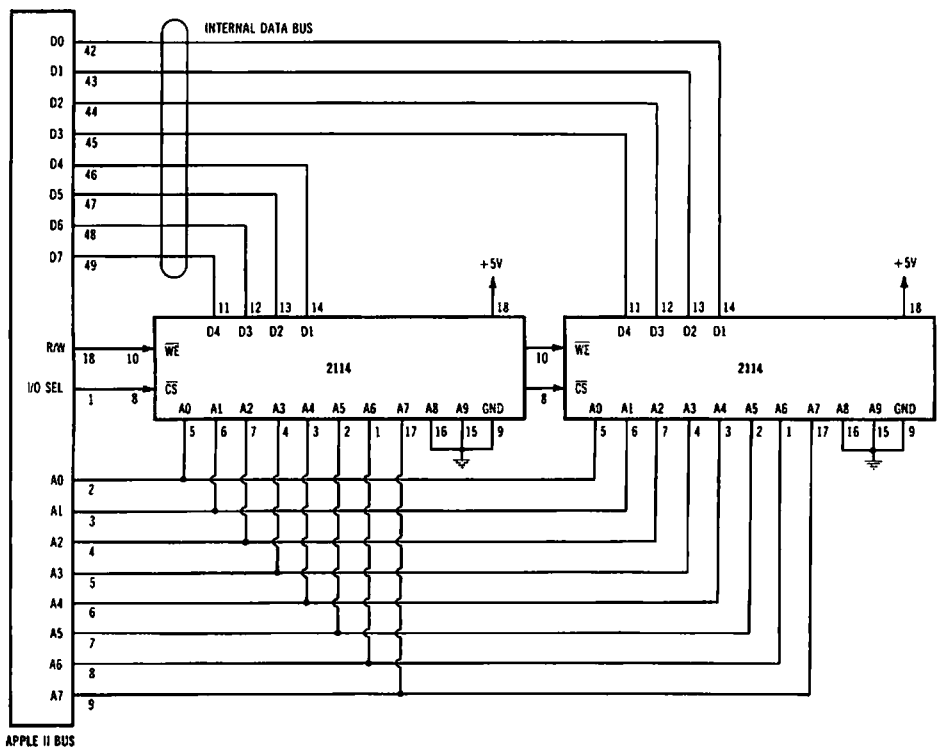 INTERNAL DATA BUS
D0 42
D1 43
D2 44
D3 45
D4 46
D5 47
D6 48
D7 49
+5V +5V
11 12 13 14 18 11 12 13 14 18
D4 D3 D2 D1 D4 D3 D2 D1
R/W 18 10 WE 10 WE
2114 2114
I/O SEL 1 8 CS 8 CS
A0 A1 A2 A3 A4 A5 A6 A7 A8 A9 GND A0 A1 A2 A3 A4 A5 A6 A7 A8 A9 GND
5 6 7 4 3 2 1 17 16 15 9 5 6 7 4 3 2 1 17 16 15 9
A0 2
A1 3
A2 4
A3 5
A4 6
A5 7
A6 8
A7 9
APPLE II BUS